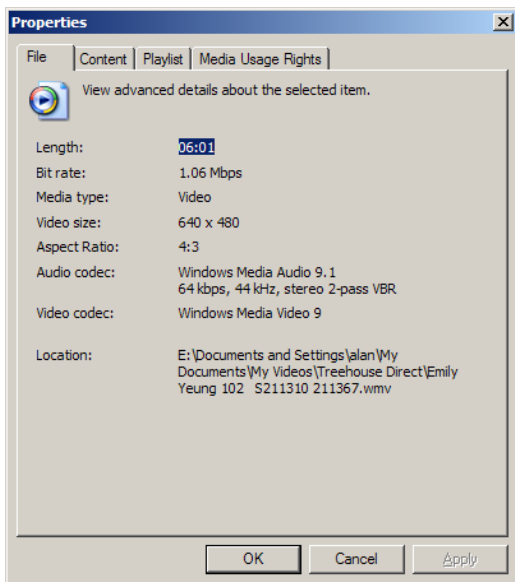 Properties
File Content Playlist Media Usage Rights
View advanced details about the selected item.
Length: 06:01
Bit rate: 1.06 Mbps
Media type: Video
Video size: 640 x 480
Aspect Ratio: 4:3
Audio codec: Windows Media Audio 9.1
64 kbps, 44 kHz, stereo 2-pass VBR
Video codec: Windows Media Video 9
Location: E:\Documents and Settings\alan\My
Documents\My Videos\Treehouse Direct\Emily
Yeung 102   S211310 211367.wmv
OK Cancel Apply